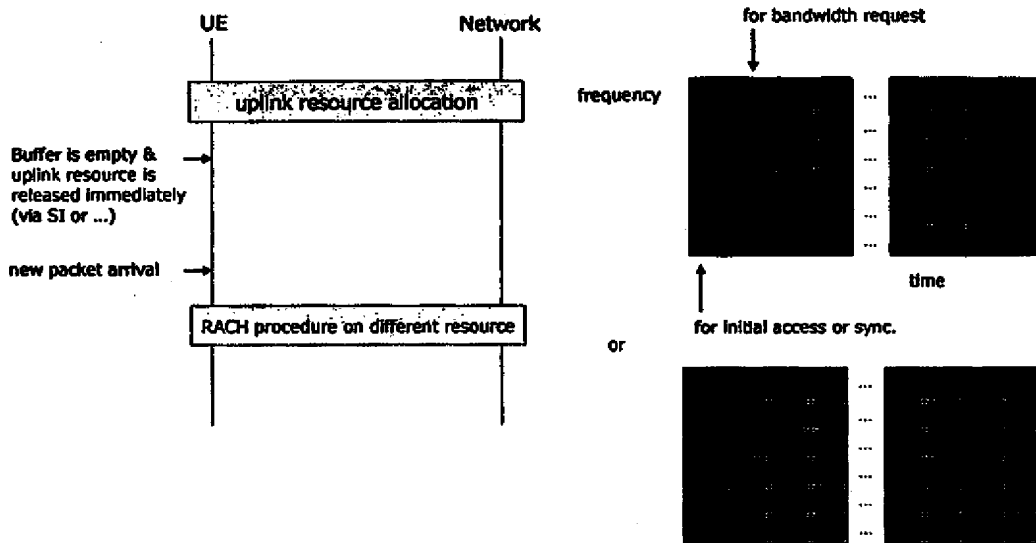 UE
Network
uplink resource allocation
Buffer is empty &
uplink resource is
released immediately
(via SI or ...)
new packet arrival
RACH procedure on different resource
for bandwidth request
frequency
...
...
...
...
...
...
time
for initial access or sync.
or
...
...
...
...
...
...